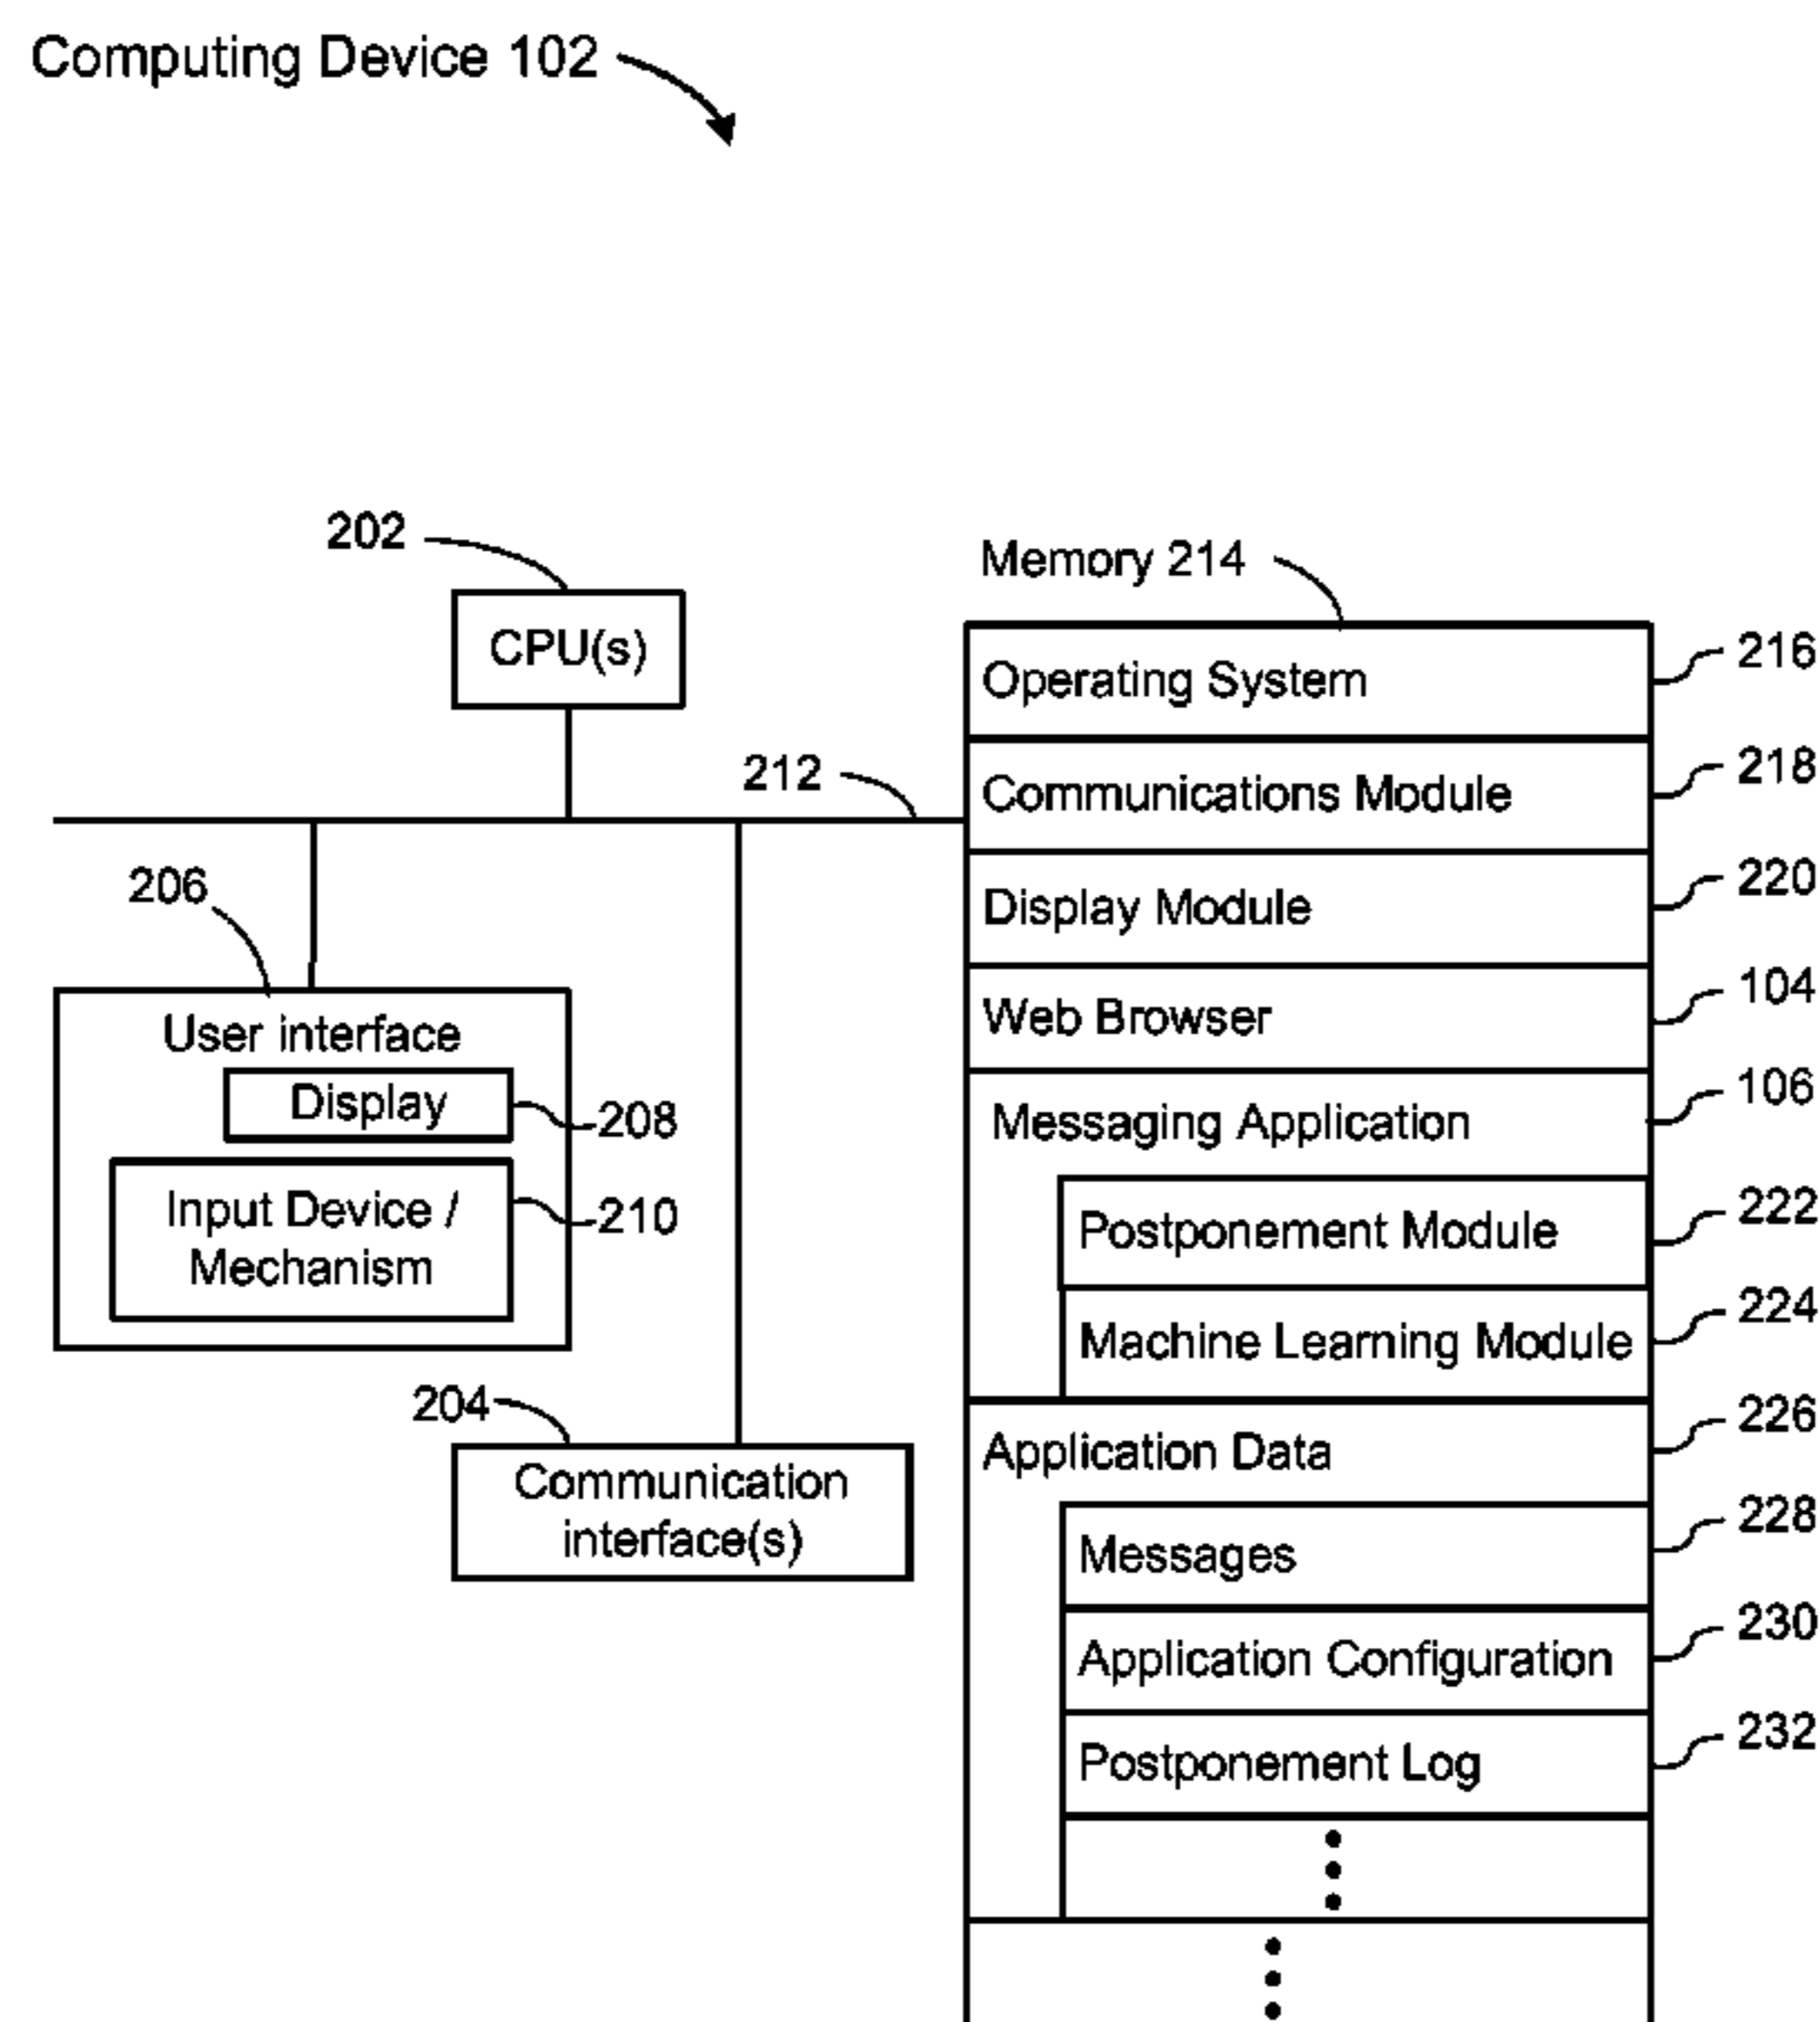 Computing Device 102
202
CPU(s)
212
206
User interface
Display
208
Input Device /
Mechanism
210
204
Communication
interface(s)
Memory 214
Operating System
216
Communications Module
218
Display Module
220
Web Browser
104
Messaging Application
106
Postponement Module
222
Machine Learning Module
224
Application Data
226
Messages
228
Application Configuration
230
Postponement Log
232